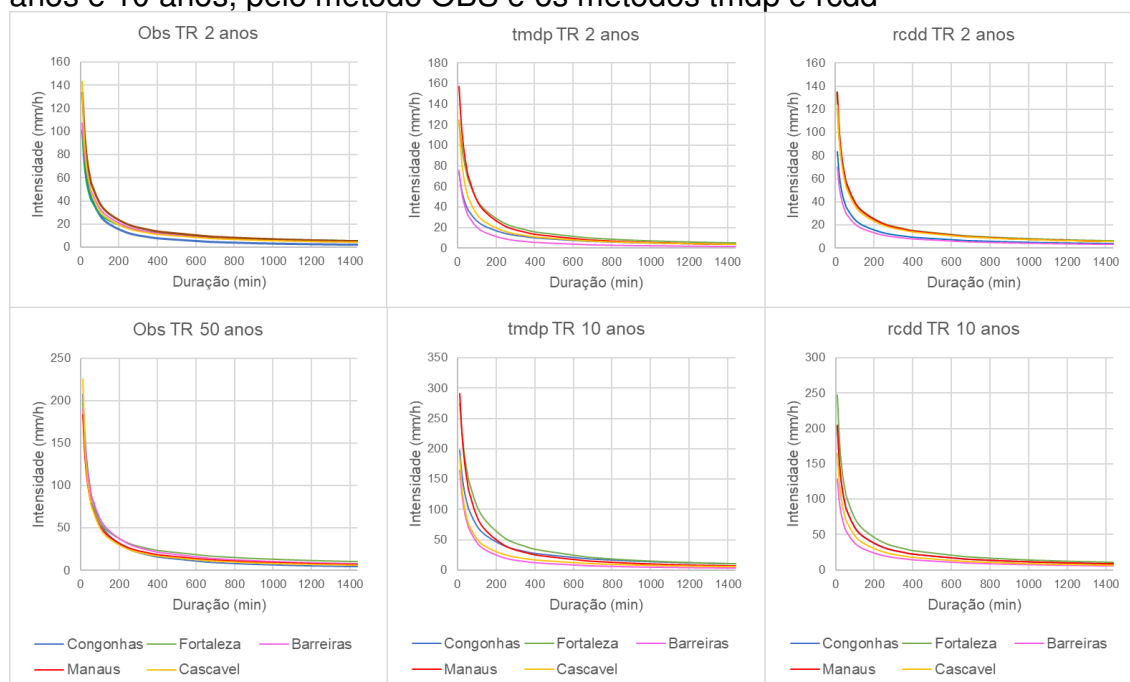 anos e 10 anos, pelo método OBS e os métodos tmdp e rcdd
Obs TR 2 anos
160
140
120
100
80
60
40
20
0
Intensidade (mm/h)
0 200 400 600 800 1000 1200 1400
Duração (min)
tmdp TR 2 anos
180
160
140
120
100
80
60
40
20
0
Intensidade (mm/h)
0 200 400 600 800 1000 1200 1400
Duração (min)
rcdd TR 2 anos
160
140
120
100
80
60
40
20
0
Intensidade (mm/h)
0 200 400 600 800 1000 1200 1400
Duração (min)
Obs TR 50 anos
250
200
150
100
50
0
Intensidade (mm/h)
0 200 400 600 800 1000 1200 1400
Duração (min)
Congonhas Fortaleza Barreiras
Manaus Cascavel
tmdp TR 10 anos
350
300
250
200
150
100
50
0
Intensidade (mm/h)
0 200 400 600 800 1000 1200 1400
Duração (min)
Congonhas Fortaleza Barreiras
Manaus Cascavel
rcdd TR 10 anos
300
250
200
150
100
50
0
Intensidade (mm/h)
0 200 400 600 800 1000 1200 1400
Duração (min)
Congonhas Fortaleza Barreiras
Manaus Cascavel